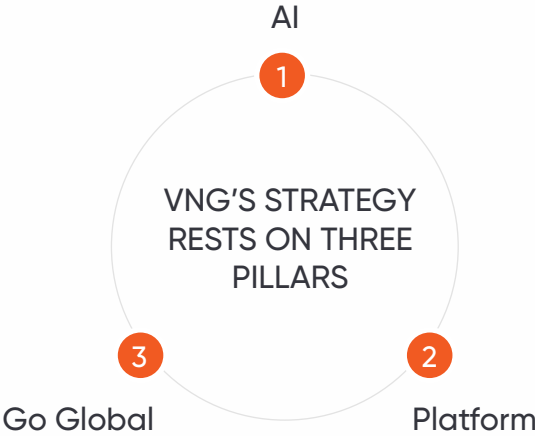 AI
1
VNG'S STRATEGY
RESTS ON THREE
PILLARS
3
2
Go Global
Platform